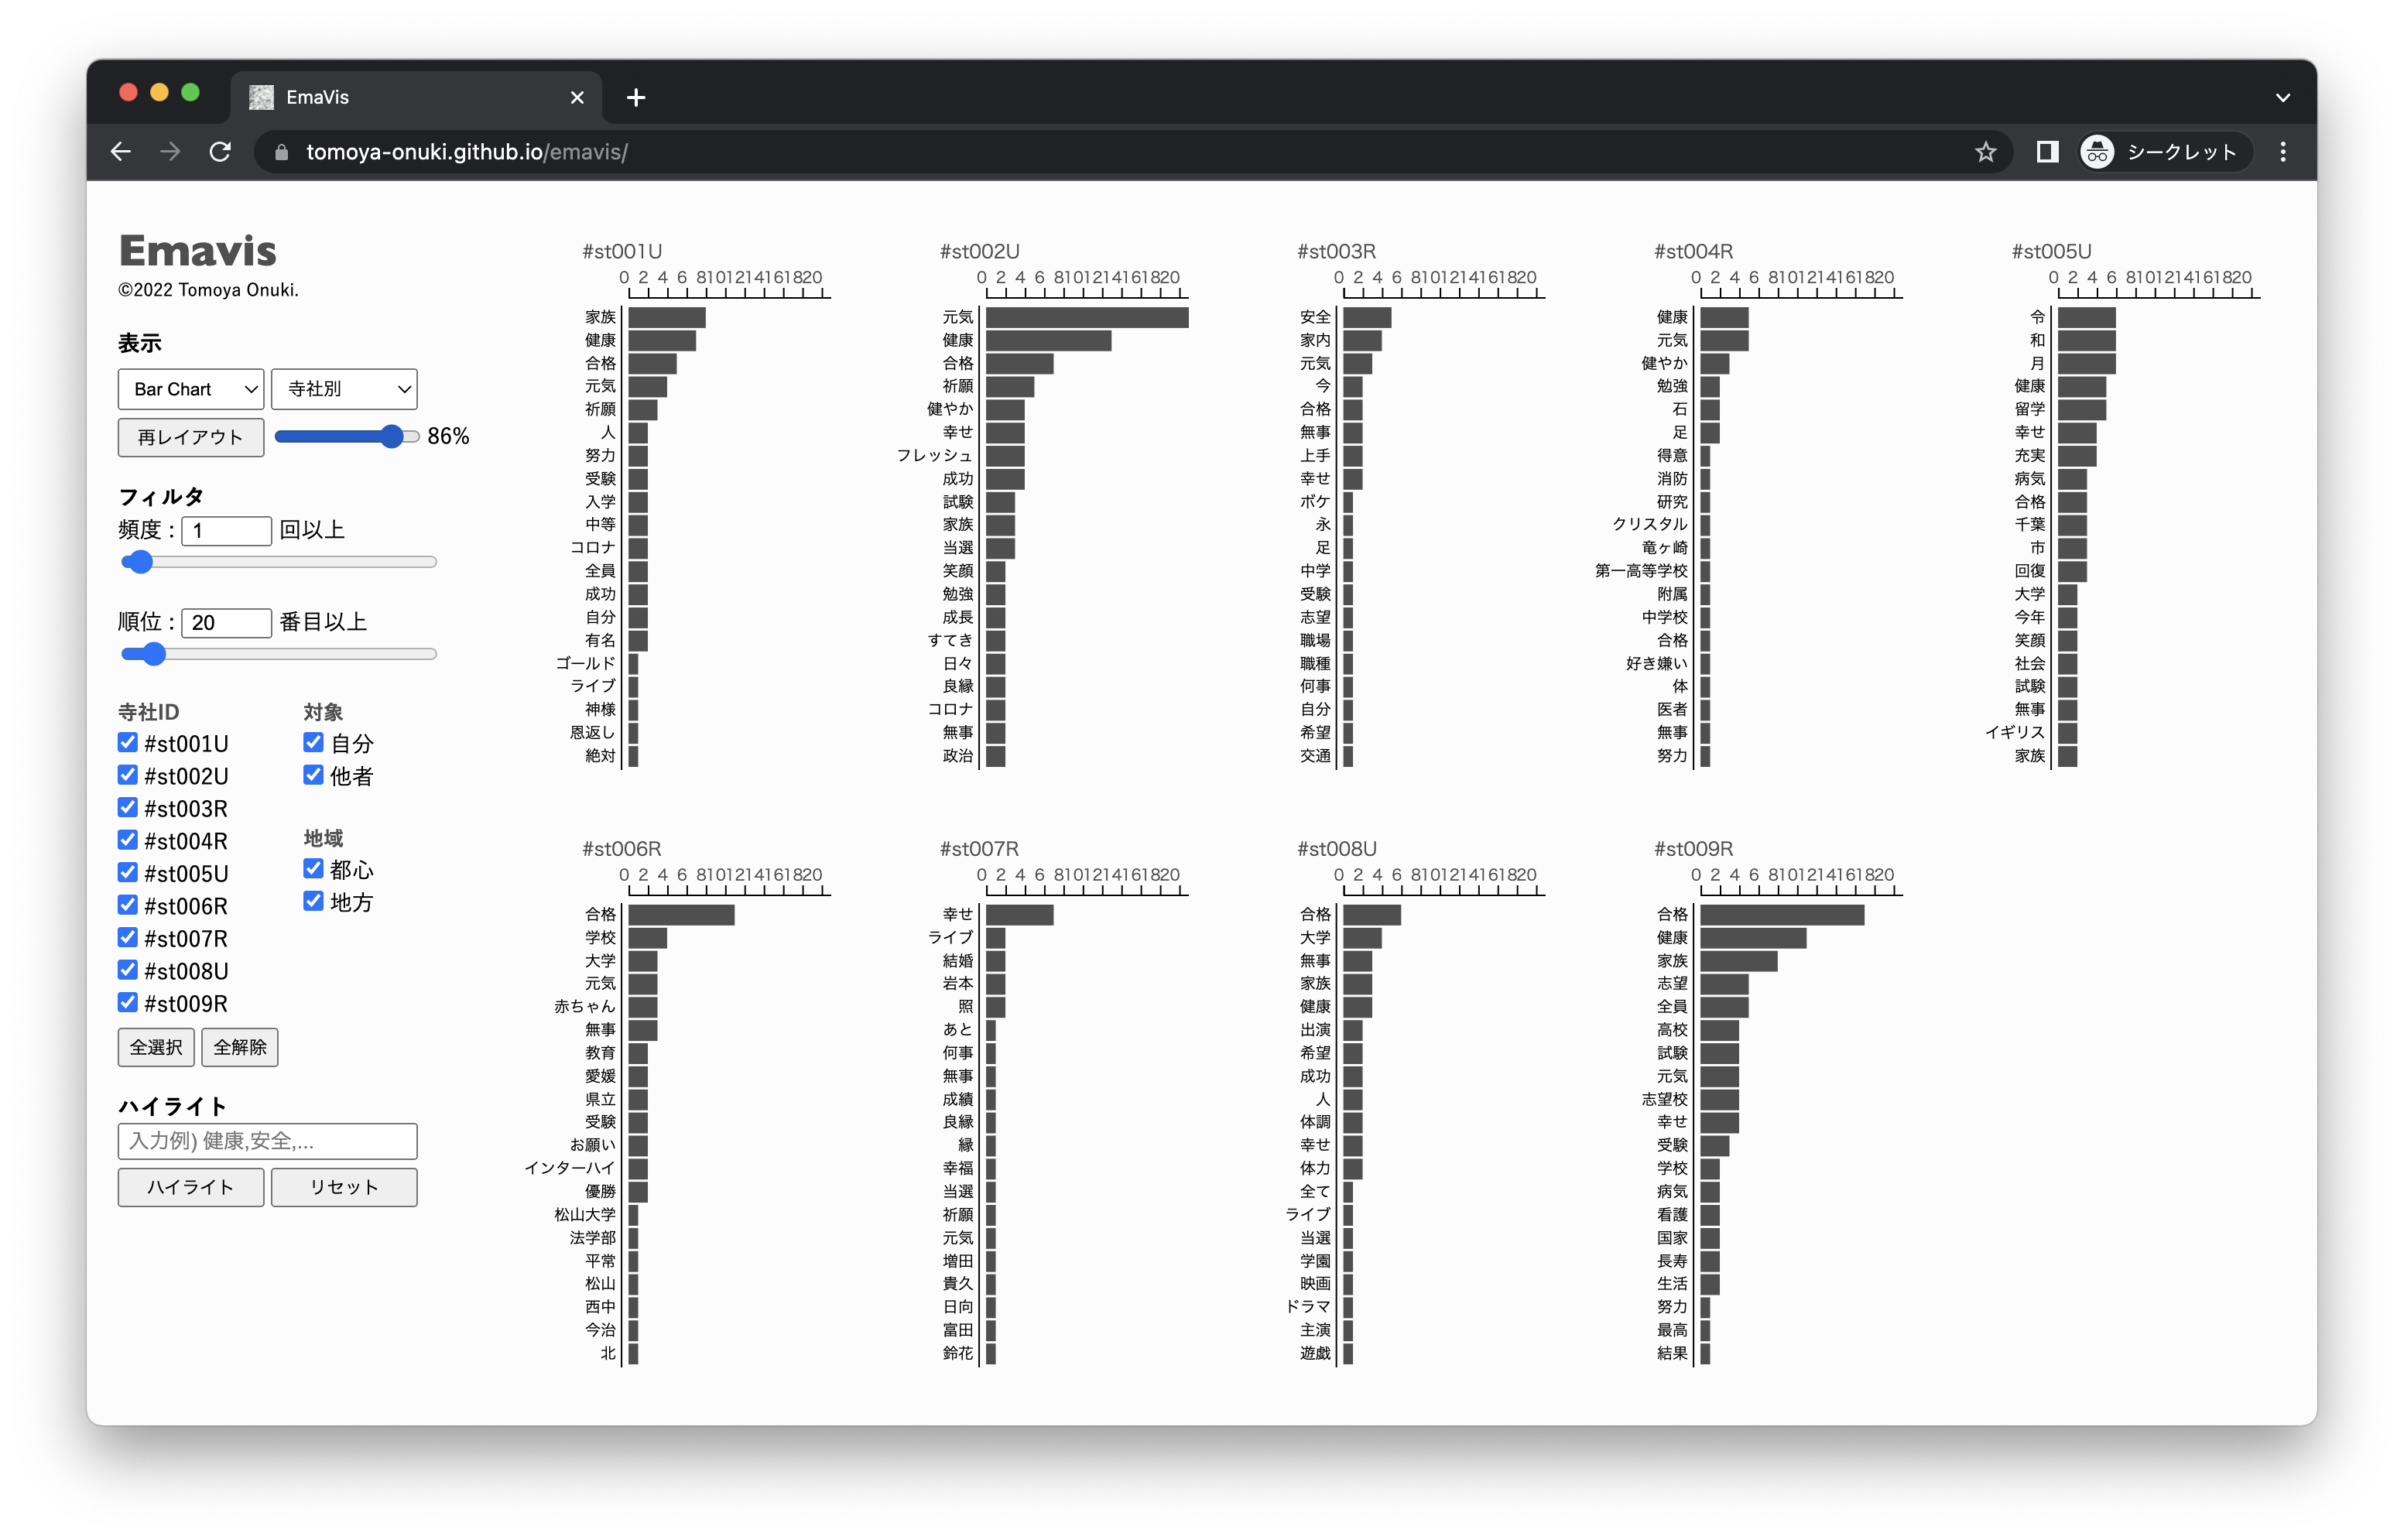 EmaVis
tomoya-onuki.github.io/emavis/
シークレット
Emavis
©2022 Tomoya Onuki.
表示
Bar Chart
寺社別
再レイアウト
86%
フィルタ
頻度 : 1 回以上
順位 : 20 番目以上
寺社ID
#st001U
#st002U
#st003R
#st004R
#st005U
#st006R
#st007R
#st008U
#st009R
対象
自分
他者
地域
都心
地方
全選択
全解除
ハイライト
入力例) 健康,安全,...
ハイライト
リセット
#st001U
0 2 4 6 8 10 12 14 16 18 20
家族
健康
合格
元気
祈願
人
努力
受験
入学
中等
コロナ
全員
成功
自分
有名
ゴールド
ライブ
神様
恩返し
絶対
#st002U
0 2 4 6 8 10 12 14 16 18 20
元気
健康
合格
祈願
健やか
幸せ
フレッシュ
成功
試験
家族
当選
笑顔
勉強
成長
すてき
日々
良縁
コロナ
無事
政治
#st003R
0 2 4 6 8 10 12 14 16 18 20
安全
家内
元気
今
合格
無事
上手
幸せ
ボケ
永
足
中学
受験
志望
職場
職種
何事
自分
希望
交通
#st004R
0 2 4 6 8 10 12 14 16 18 20
健康
元気
健やか
勉強
石
足
得意
消防
研究
クリスタル
竜ヶ崎
第一高等学校
附属
中学校
合格
好き嫌い
体
医者
無事
努力
#st005U
0 2 4 6 8 10 12 14 16 18 20
令
和
月
健康
留学
幸せ
充実
病気
合格
千葉
市
回復
大学
今年
笑顔
社会
試験
無事
イギリス
家族
#st006R
0 2 4 6 8 10 12 14 16 18 20
合格
学校
大学
元気
赤ちゃん
無事
教育
愛媛
県立
受験
お願い
インターハイ
優勝
松山大学
法学部
平常
松山
西中
今治
北
#st007R
0 2 4 6 8 10 12 14 16 18 20
幸せ
ライブ
結婚
岩本
照
あと
何事
無事
成績
良縁
縁
幸福
当選
祈願
元気
増田
貴久
日向
富田
鈴花
#st008U
0 2 4 6 8 10 12 14 16 18 20
合格
大学
無事
家族
健康
出演
希望
成功
人
体調
幸せ
体力
全て
ライブ
当選
学園
映画
ドラマ
主演
遊戯
#st009R
0 2 4 6 8 10 12 14 16 18 20
合格
健康
家族
志望
全員
高校
試験
元気
志望校
幸せ
受験
学校
病気
看護
国家
長寿
生活
努力
最高
結果